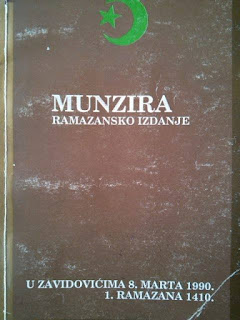 MUNZIRA
RAMAZANSKO IZDANJE
U ZAVIDOVIĆIMA 8. MARTA 1990.
1. RAMAZANA 1410.